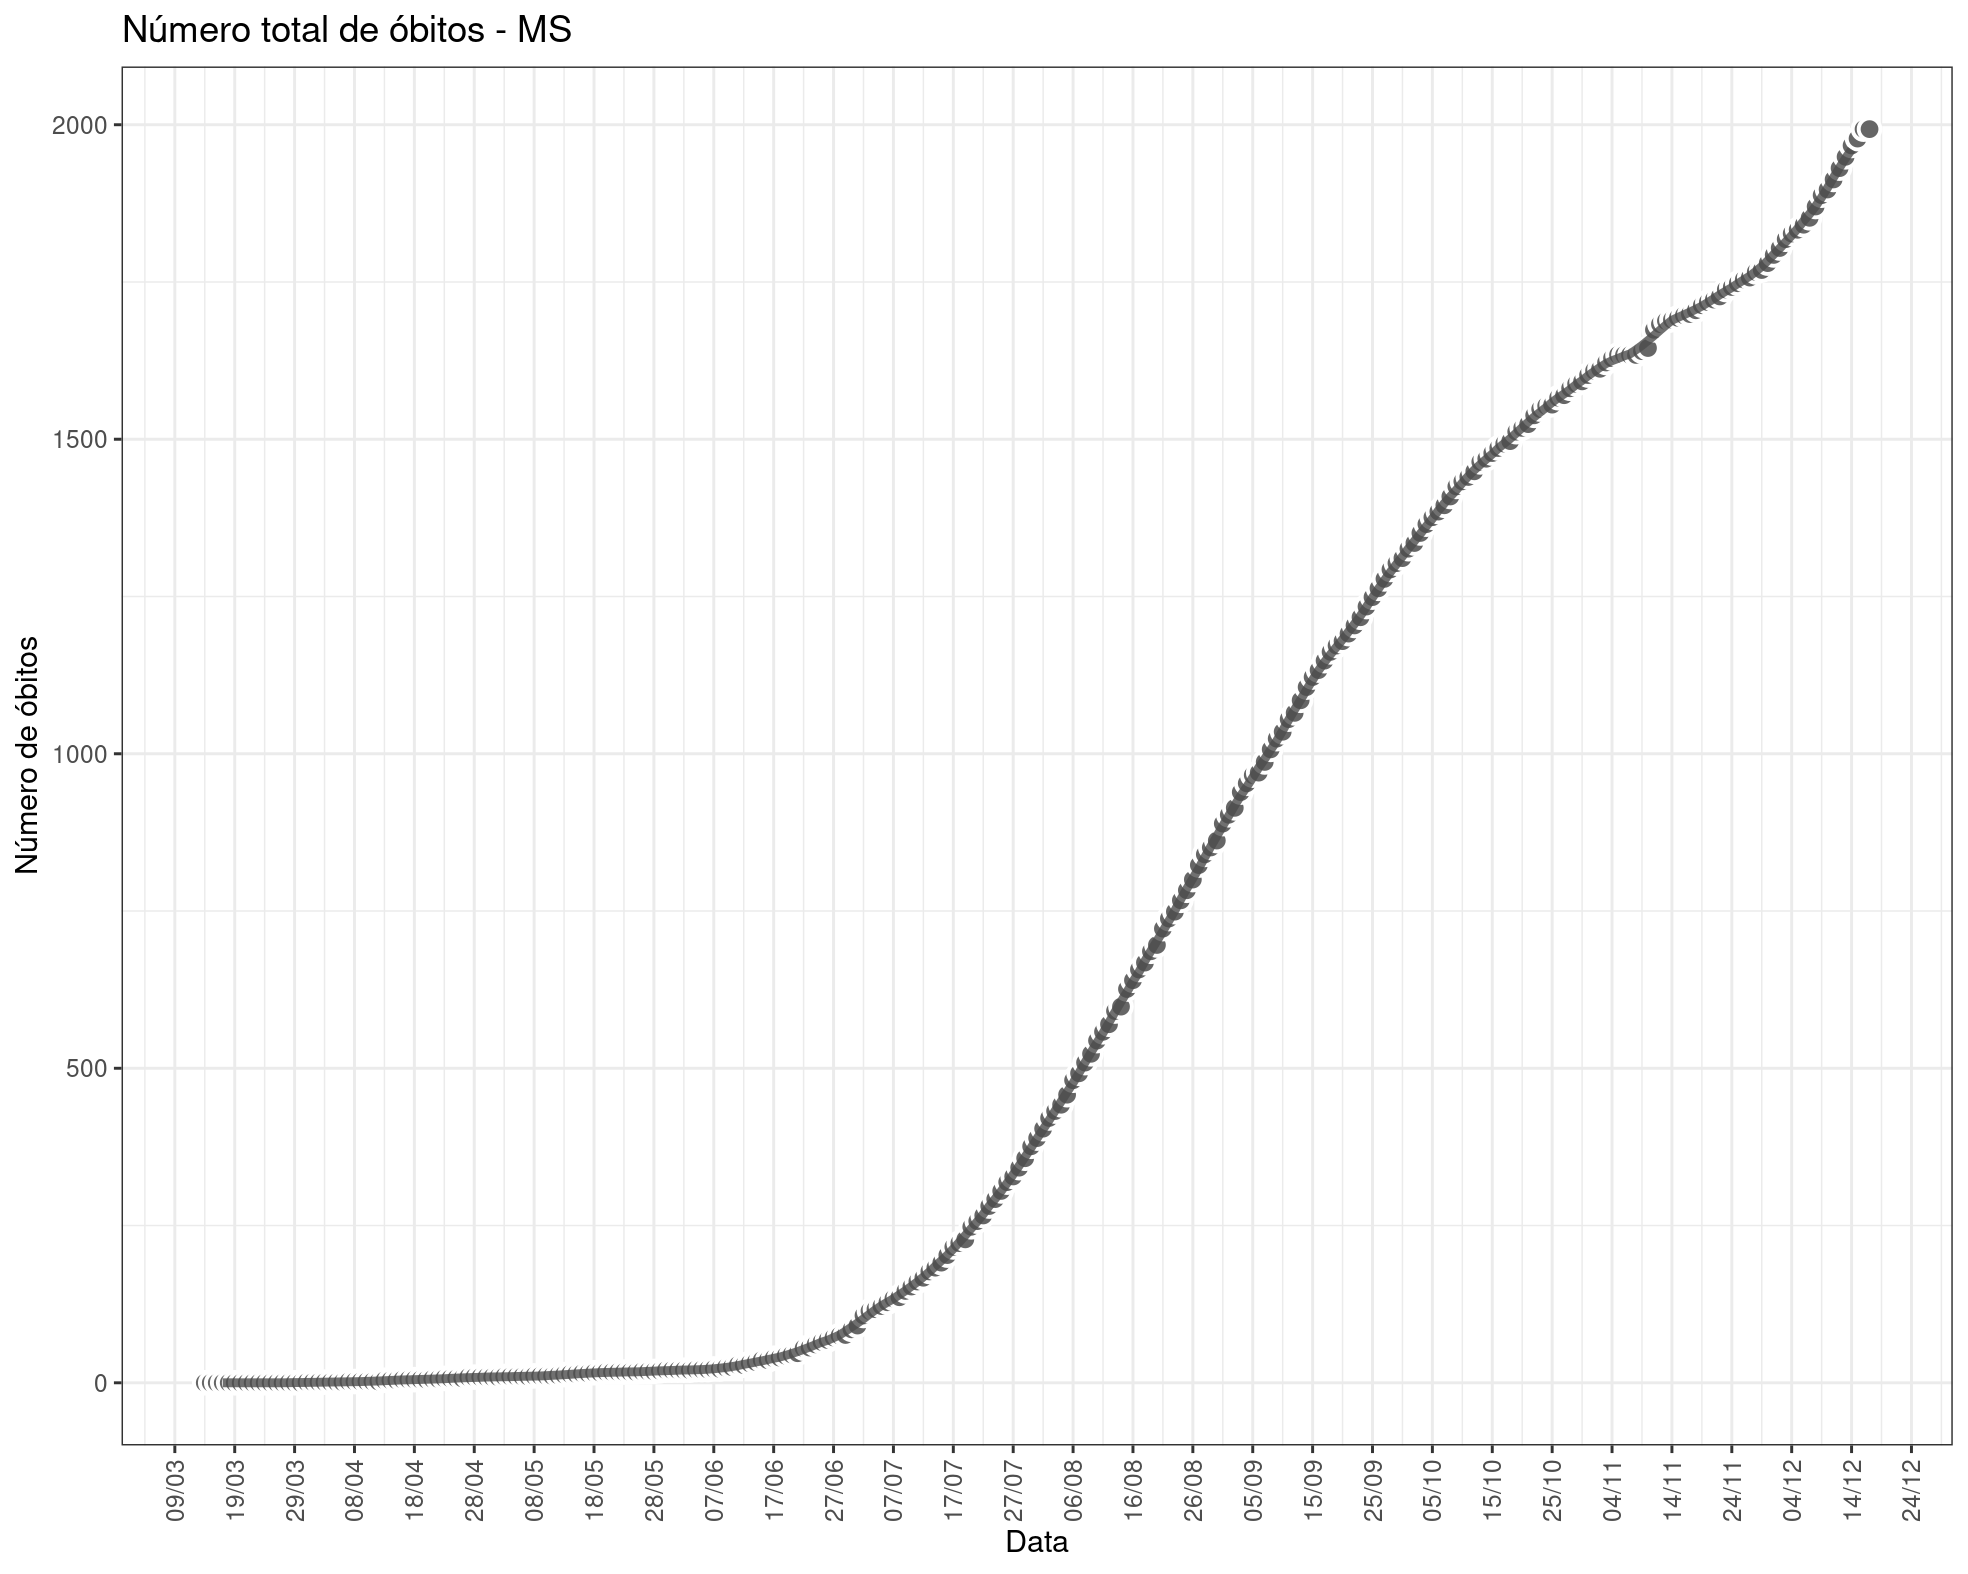 Número total de óbitos - MS
Número de óbitos
2000
1500
1000
500
0
09/03 19/03 29/03 08/04 18/04 28/04 08/05 18/05 28/05 07/06 17/06 27/06 07/07 17/07 27/07 06/08 16/08 26/08 05/09 15/09 25/09 05/10 15/10 25/10 04/11 14/11 24/11 04/12 14/12 24/12
Data